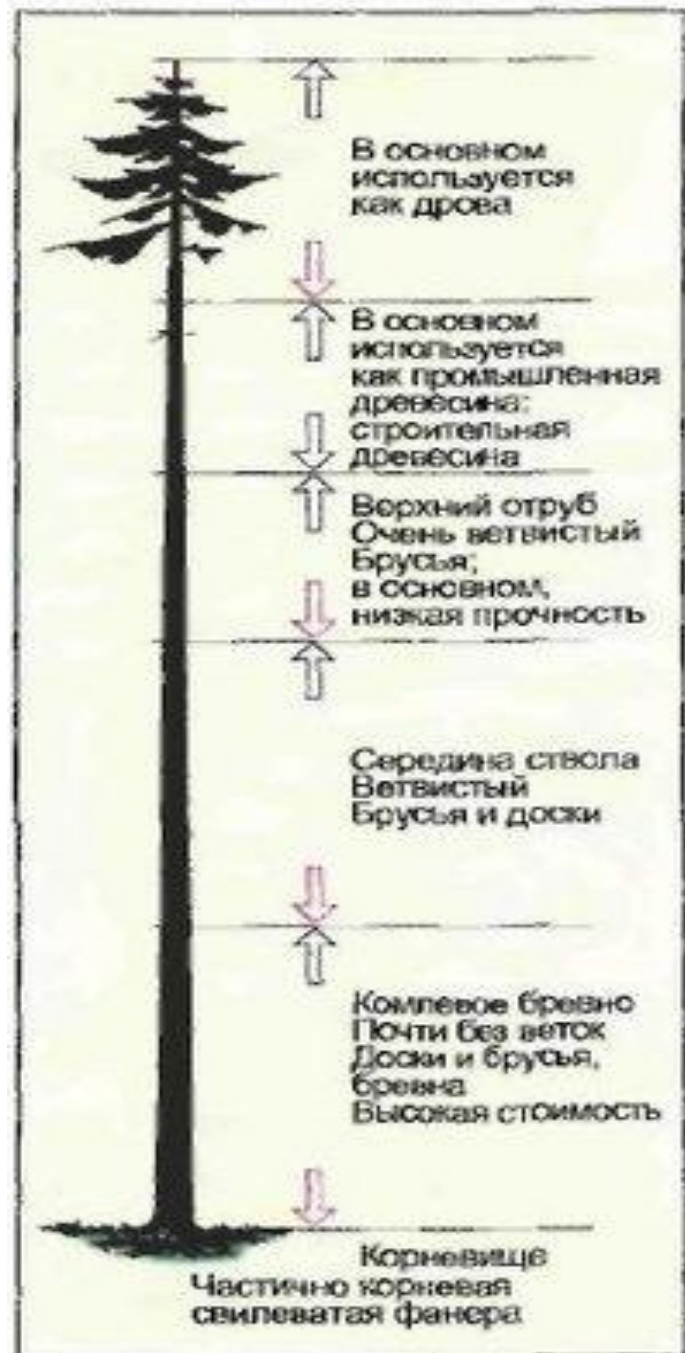 В основном
используется
как дрова
В основном
используется
как промышленная
древесина:
строительная
древесина
Верхний отруб
Очень ветвистый
Брусья;
в основном,
низкая прочность
Середина ствола
Ветвистый
Брусья и доски
Комлевое бревно
Почти без веток
Доски и брусья,
бревна
Высокая стоимость
Корневище
Частично корневая
свилеватая фанера